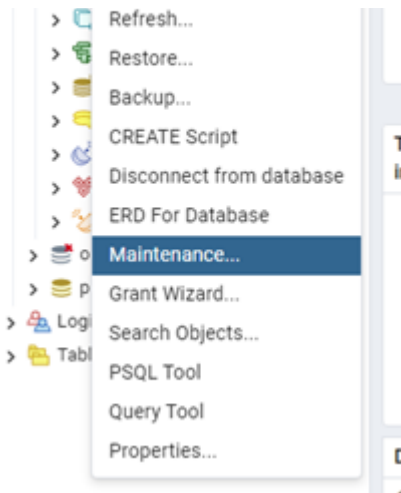 Refresh...
Restore...
Backup...
CREATE Script
Disconnect from database
ERD For Database
Maintenance...
Grant Wizard...
Search Objects...
PSQL Tool
Query Tool
Properties...